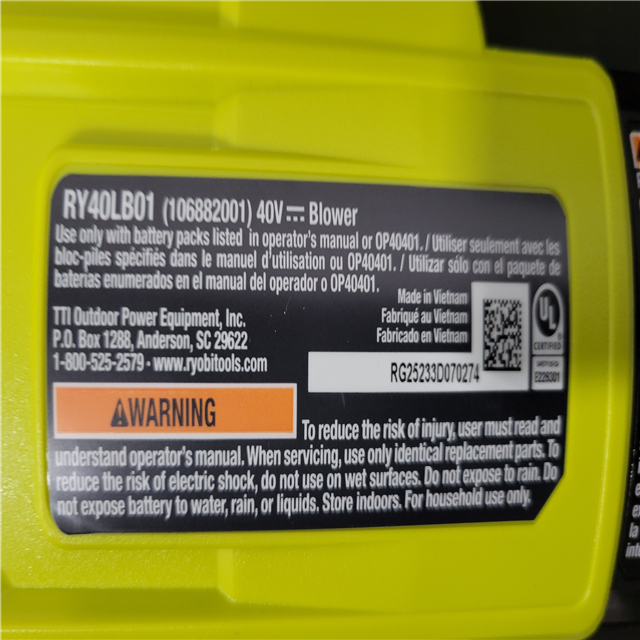 RY40LB01 (106882001) 40V⎓ Blower
Use only with battery packs listed in operator's manual or OP40401. / Utiliser seulement avec les
bloc-piles spécifiés dans le manuel d'utilisation ou OP40401. / Utilizar sólo con el paquete de
baterías enumerados en el manual del operador o OP40401.
Made in Vietnam
Fabriqué au Vietnam
Fabricado en Vietnam
TTI Outdoor Power Equipment, Inc.
P.O. Box 1288, Anderson, SC 29622
1-800-525-2579 • www.ryobitools.com
RG25233D070274
UL
CERTIFIED
E226301
⚠WARNING
To reduce the risk of injury, user must read and
understand operator's manual. When servicing, use only identical replacement parts. To
reduce the risk of electric shock, do not use on wet surfaces. Do not expose to rain. Do
not expose battery to water, rain, or liquids. Store indoors. For household use only.